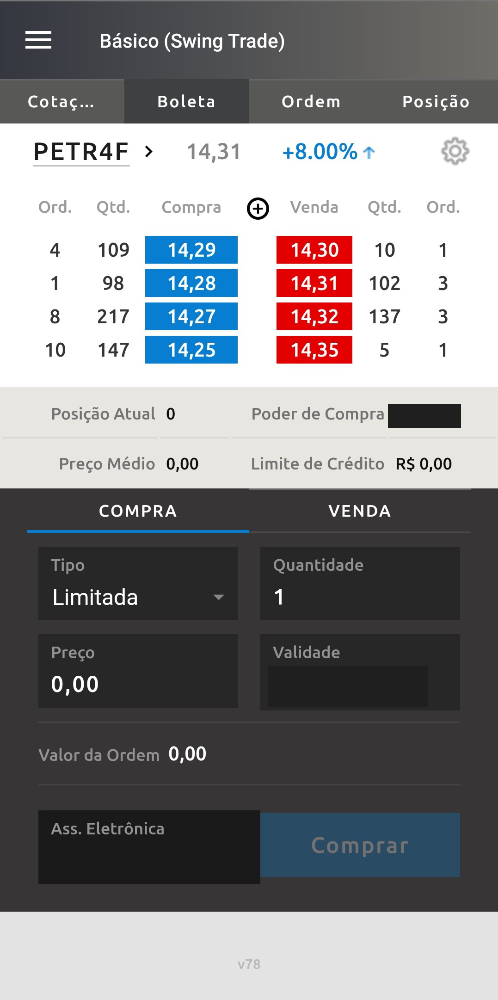 Básico (Swing Trade)
Cotaç... Boleta Ordem Posição
PETR4F > 14,31 +8.00%
Ord. Qtd. Compra Venda Qtd. Ord.
4 109 14,29 14,30 10 1
1 98 14,28 14,31 102 3
8 217 14,27 14,32 137 3
10 147 14,25 14,35 5 1
Posição Atual 0 Poder de Compra
Preço Médio 0,00 Limite de Crédito R$ 0,00
COMPRA VENDA
Tipo Quantidade
Limitada 1
Preço Validade
0,00
Valor da Ordem 0,00
Ass. Eletrônica
Comprar
v78